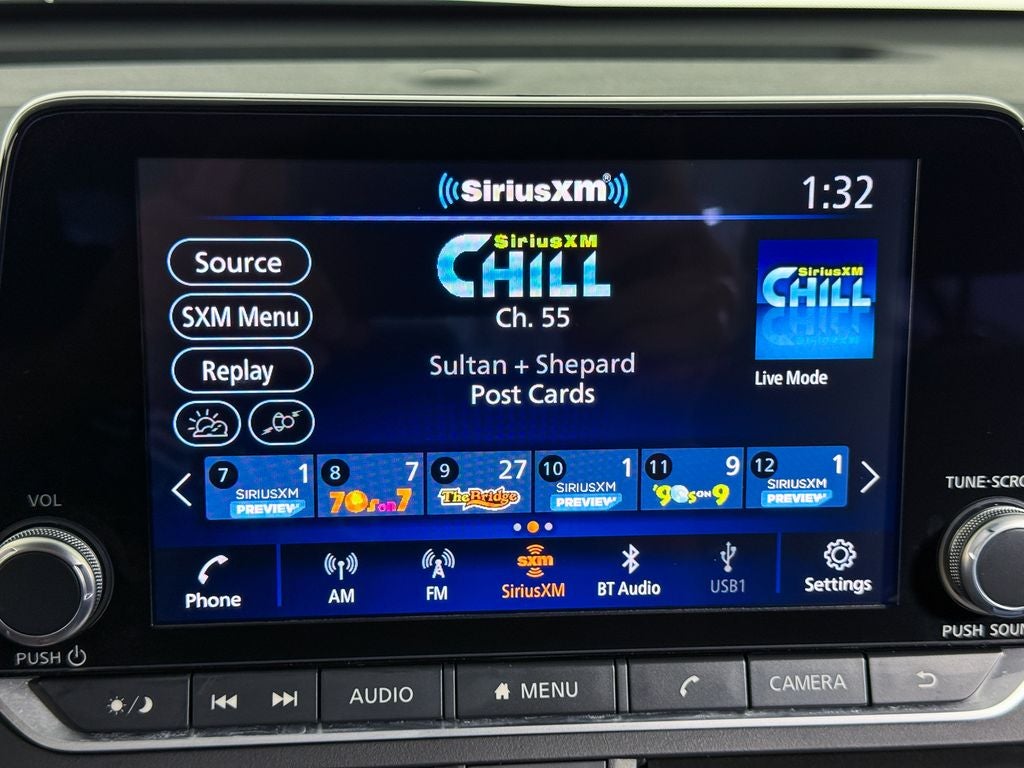 SiriusXM®
1:32
Source
SXM Menu
Replay
SiriusXM
CHILL
Ch. 55
Sultan + Shepard
Post Cards
SiriusXM
CHILL
Live Mode
7 1
SIRIUSXM
PREVIEW
8 7
70s on 7
9 27
The Bridge
10 1
SIRIUSXM
PREVIEW
11 9
'90s ON 9
12 1
SIRIUSXM
PREVIEW
Phone
AM
FM
sxm
SiriusXM
BT Audio
USB1
Settings
VOL
PUSH
TUNE-SCRO
PUSH SOUN
AUDIO
MENU
CAMERA